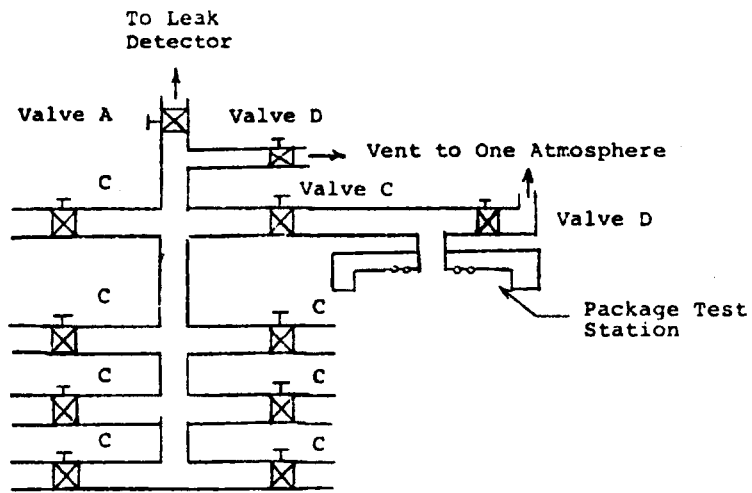 To Leak
Detector
Valve A
Valve D
Vent to One Atmosphere
C
Valve C
Valve D
Package Test
Station
C
C
C
C
C
C